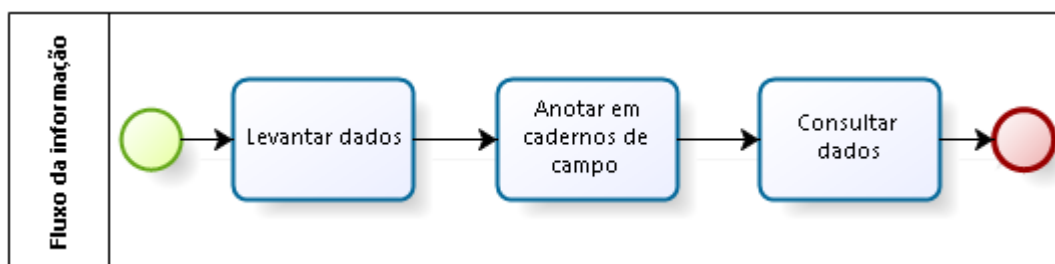 Fluxo da informação
Levantar dados
Anotar em
cadernos de
campo
Consultar
dados